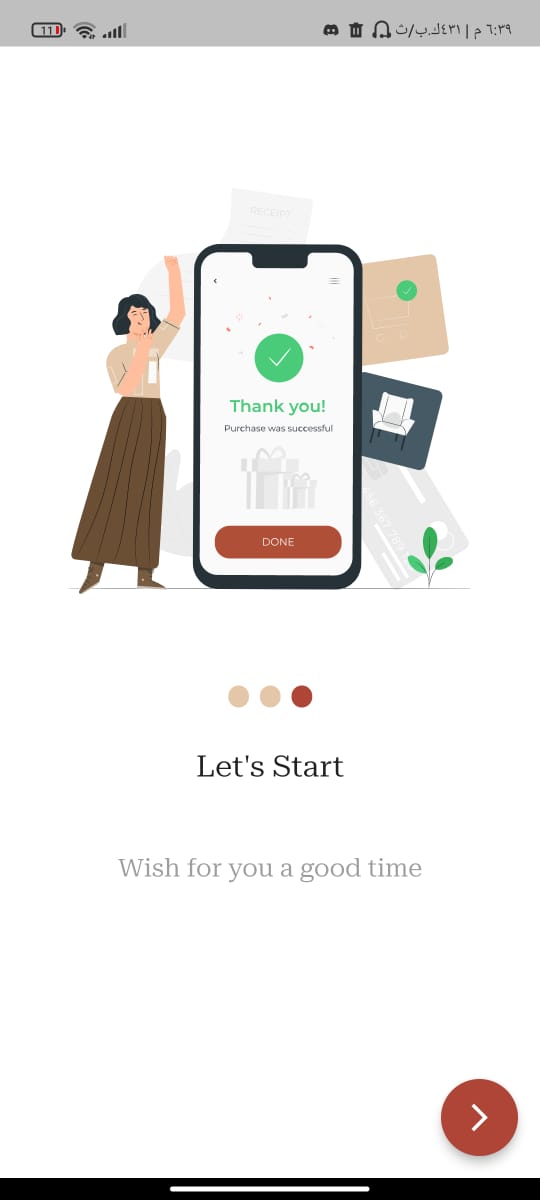 11
٦:٣٩ م | ٤٣١ك.ب/ث
RECEIPT
Thank you!
Purchase was successful
DONE
Let's Start
Wish for you a good time